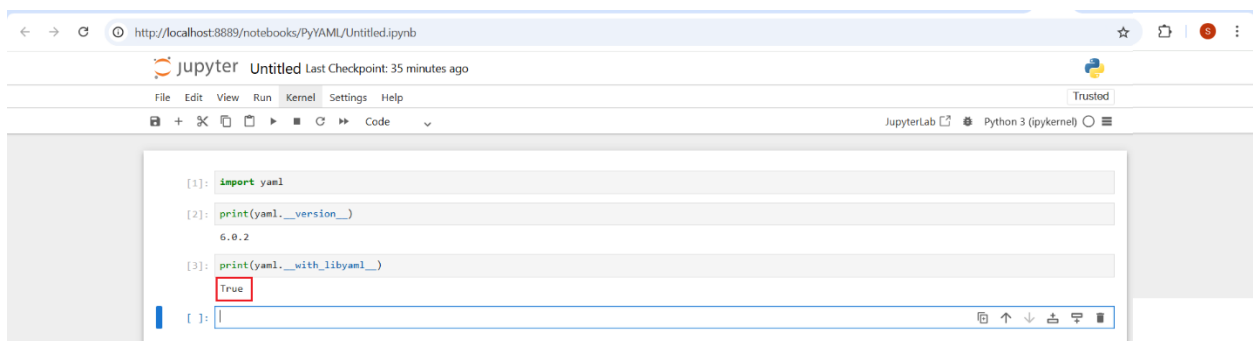 http://localhost:8889/notebooks/PyYAML/Untitled.ipynb S
jupyter Untitled Last Checkpoint: 35 minutes ago
File Edit View Run Kernel Settings Help Trusted
Code JupyterLab Python 3 (ipykernel)
[1]: import yaml
[2]: print(yaml.__version__)
6.0.2
[3]: print(yaml.__with_libyaml__)
True
[ ]: